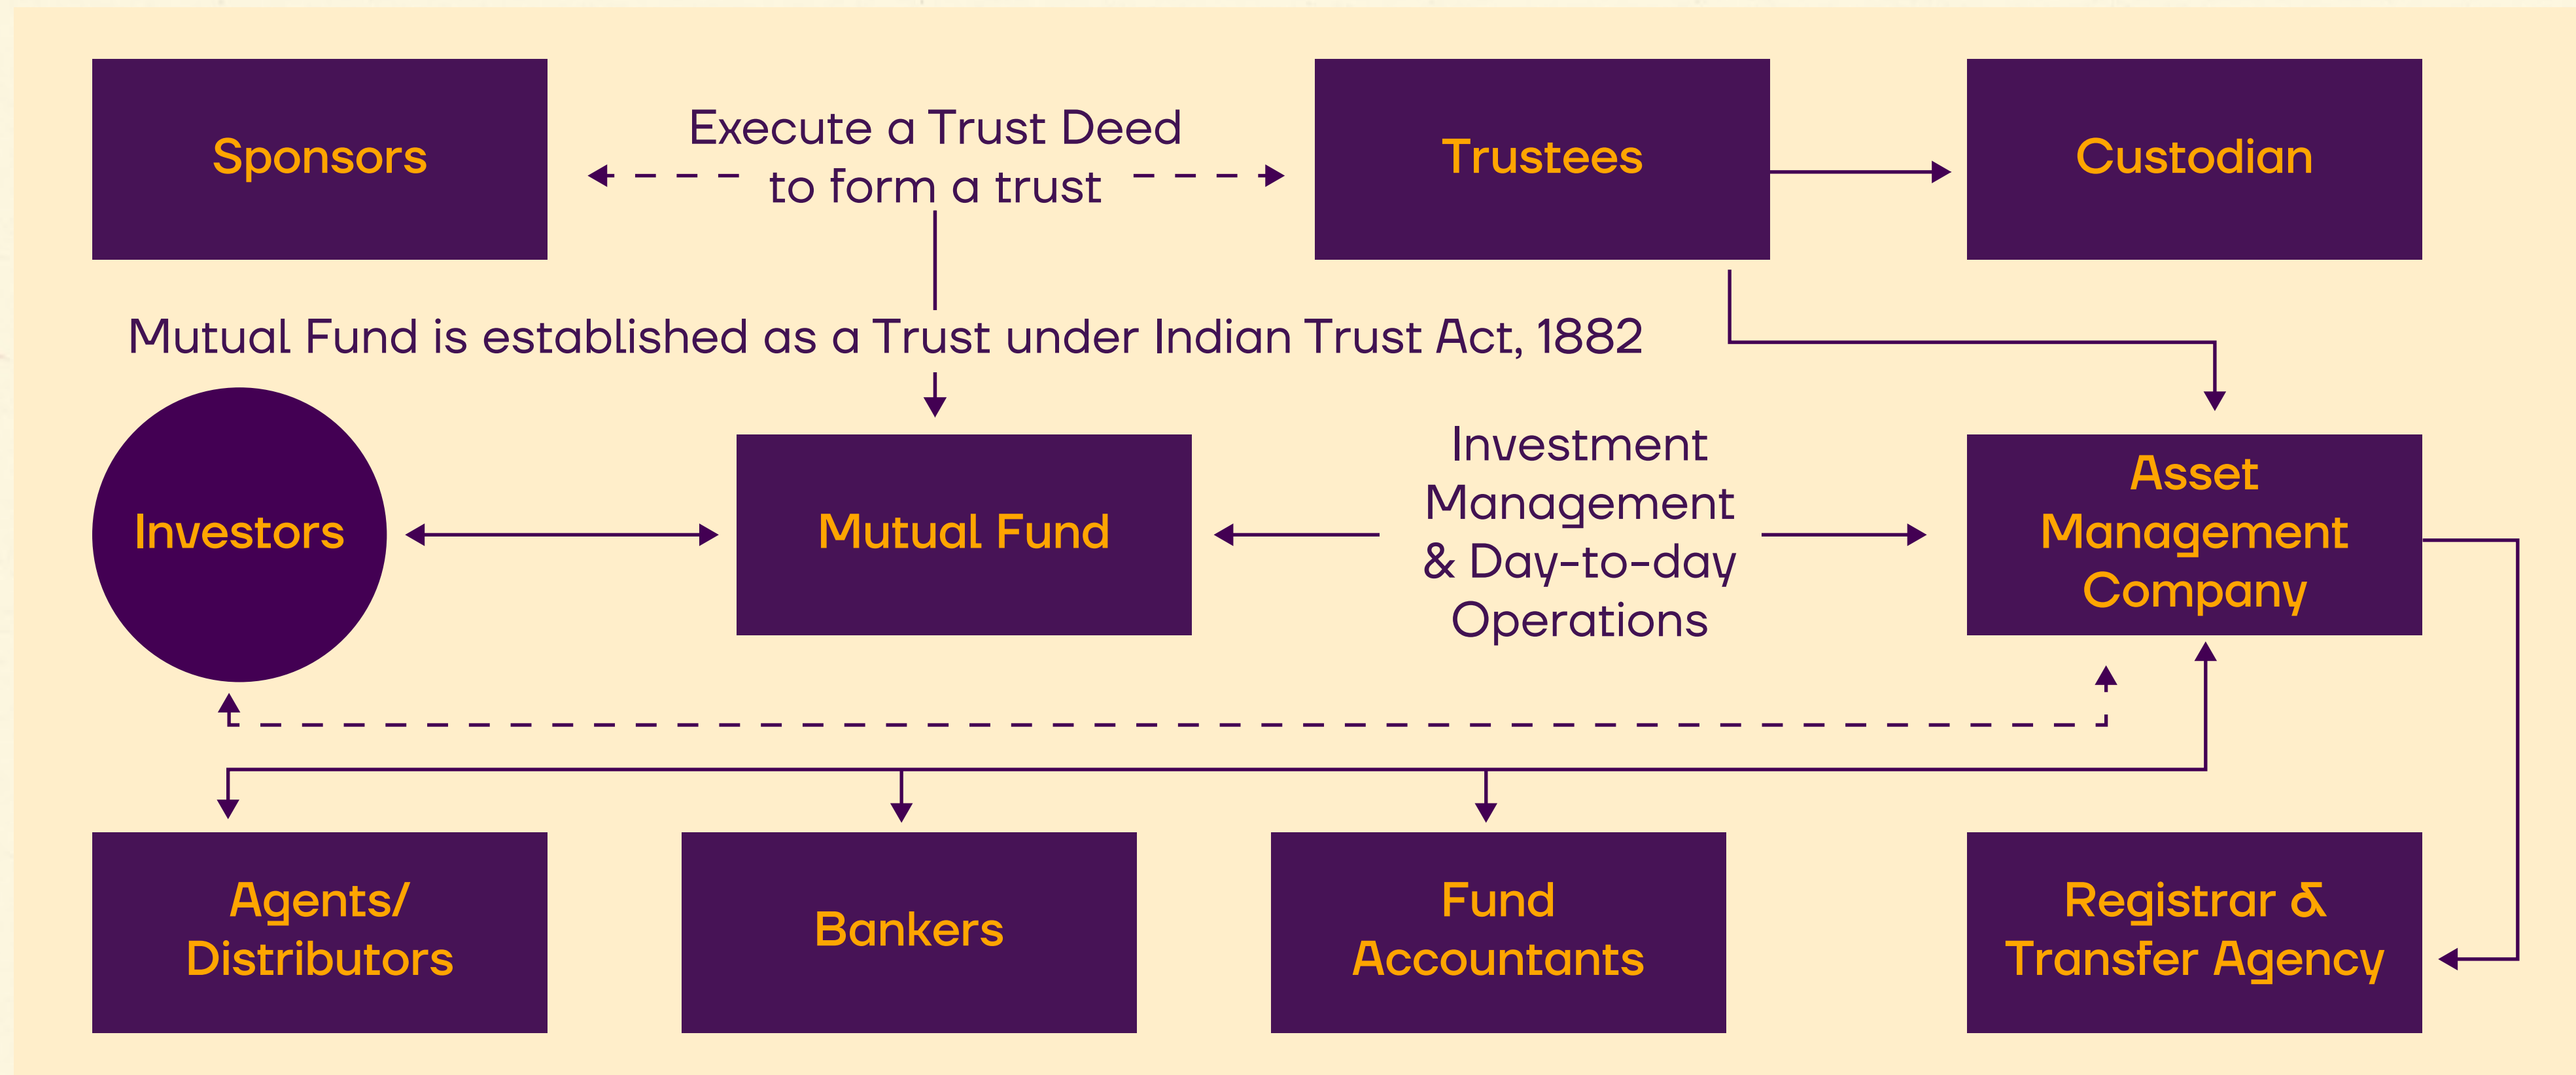 Sponsors
Execute a Trust Deed
to form a trust
Trustees
Custodian
Mutual Fund is established as a Trust under Indian Trust Act, 1882
Investors
Mutual Fund
Investment
Management
& Day-to-day
Operations
Asset
Management
Company
Agents/
Distributors
Bankers
Fund
Accountants
Registrar &
Transfer Agency